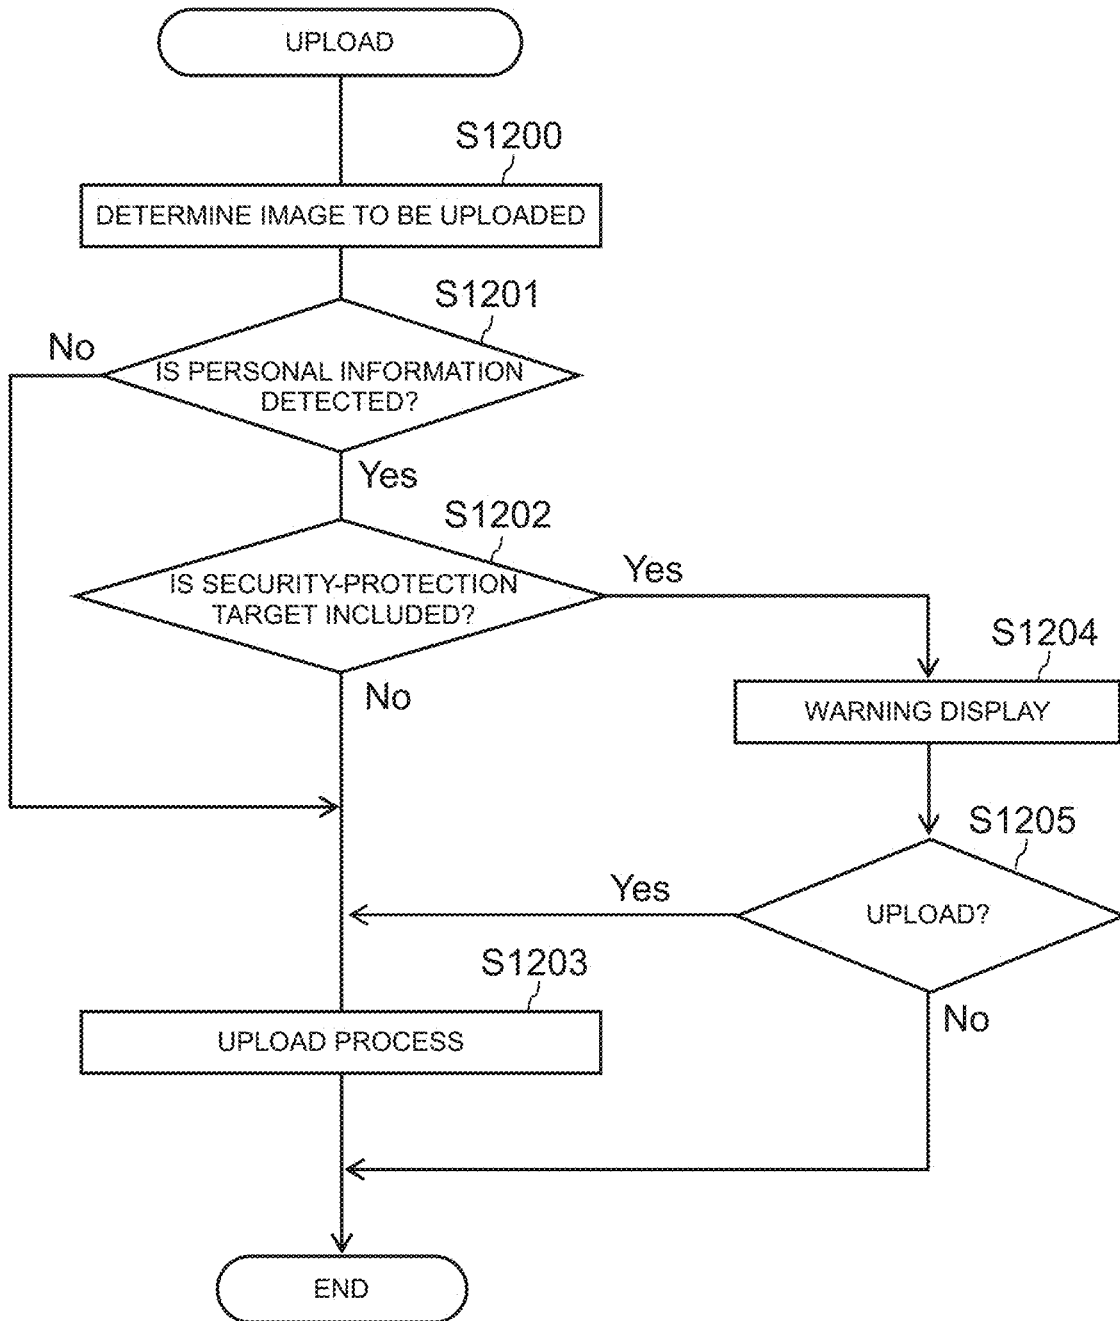 UPLOAD
S1200
DETERMINE IMAGE TO BE UPLOADED
S1201
No
IS PERSONAL INFORMATION
DETECTED?
Yes
S1202
IS SECURITY-PROTECTION
TARGET INCLUDED?
Yes
No
S1204
WARNING DISPLAY
S1205
UPLOAD?
Yes
No
S1203
UPLOAD PROCESS
END